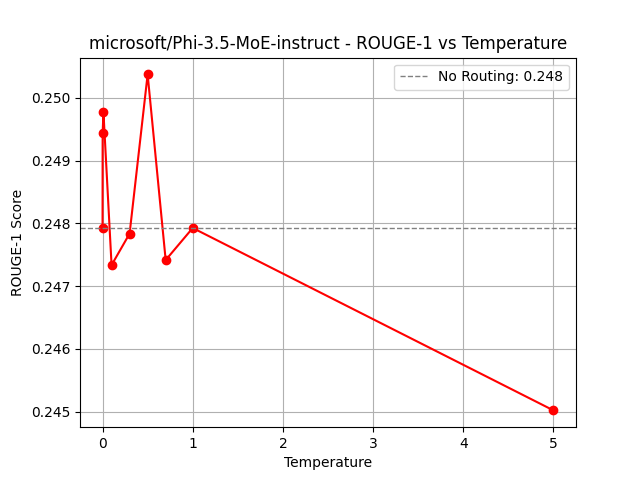 microsoft/Phi-3.5-MoE-instruct - ROUGE-1 vs Temperature
No Routing: 0.248
ROUGE-1 Score
0.250
0.249
0.248
0.247
0.246
0.245
0 1 2 3 4 5
Temperature